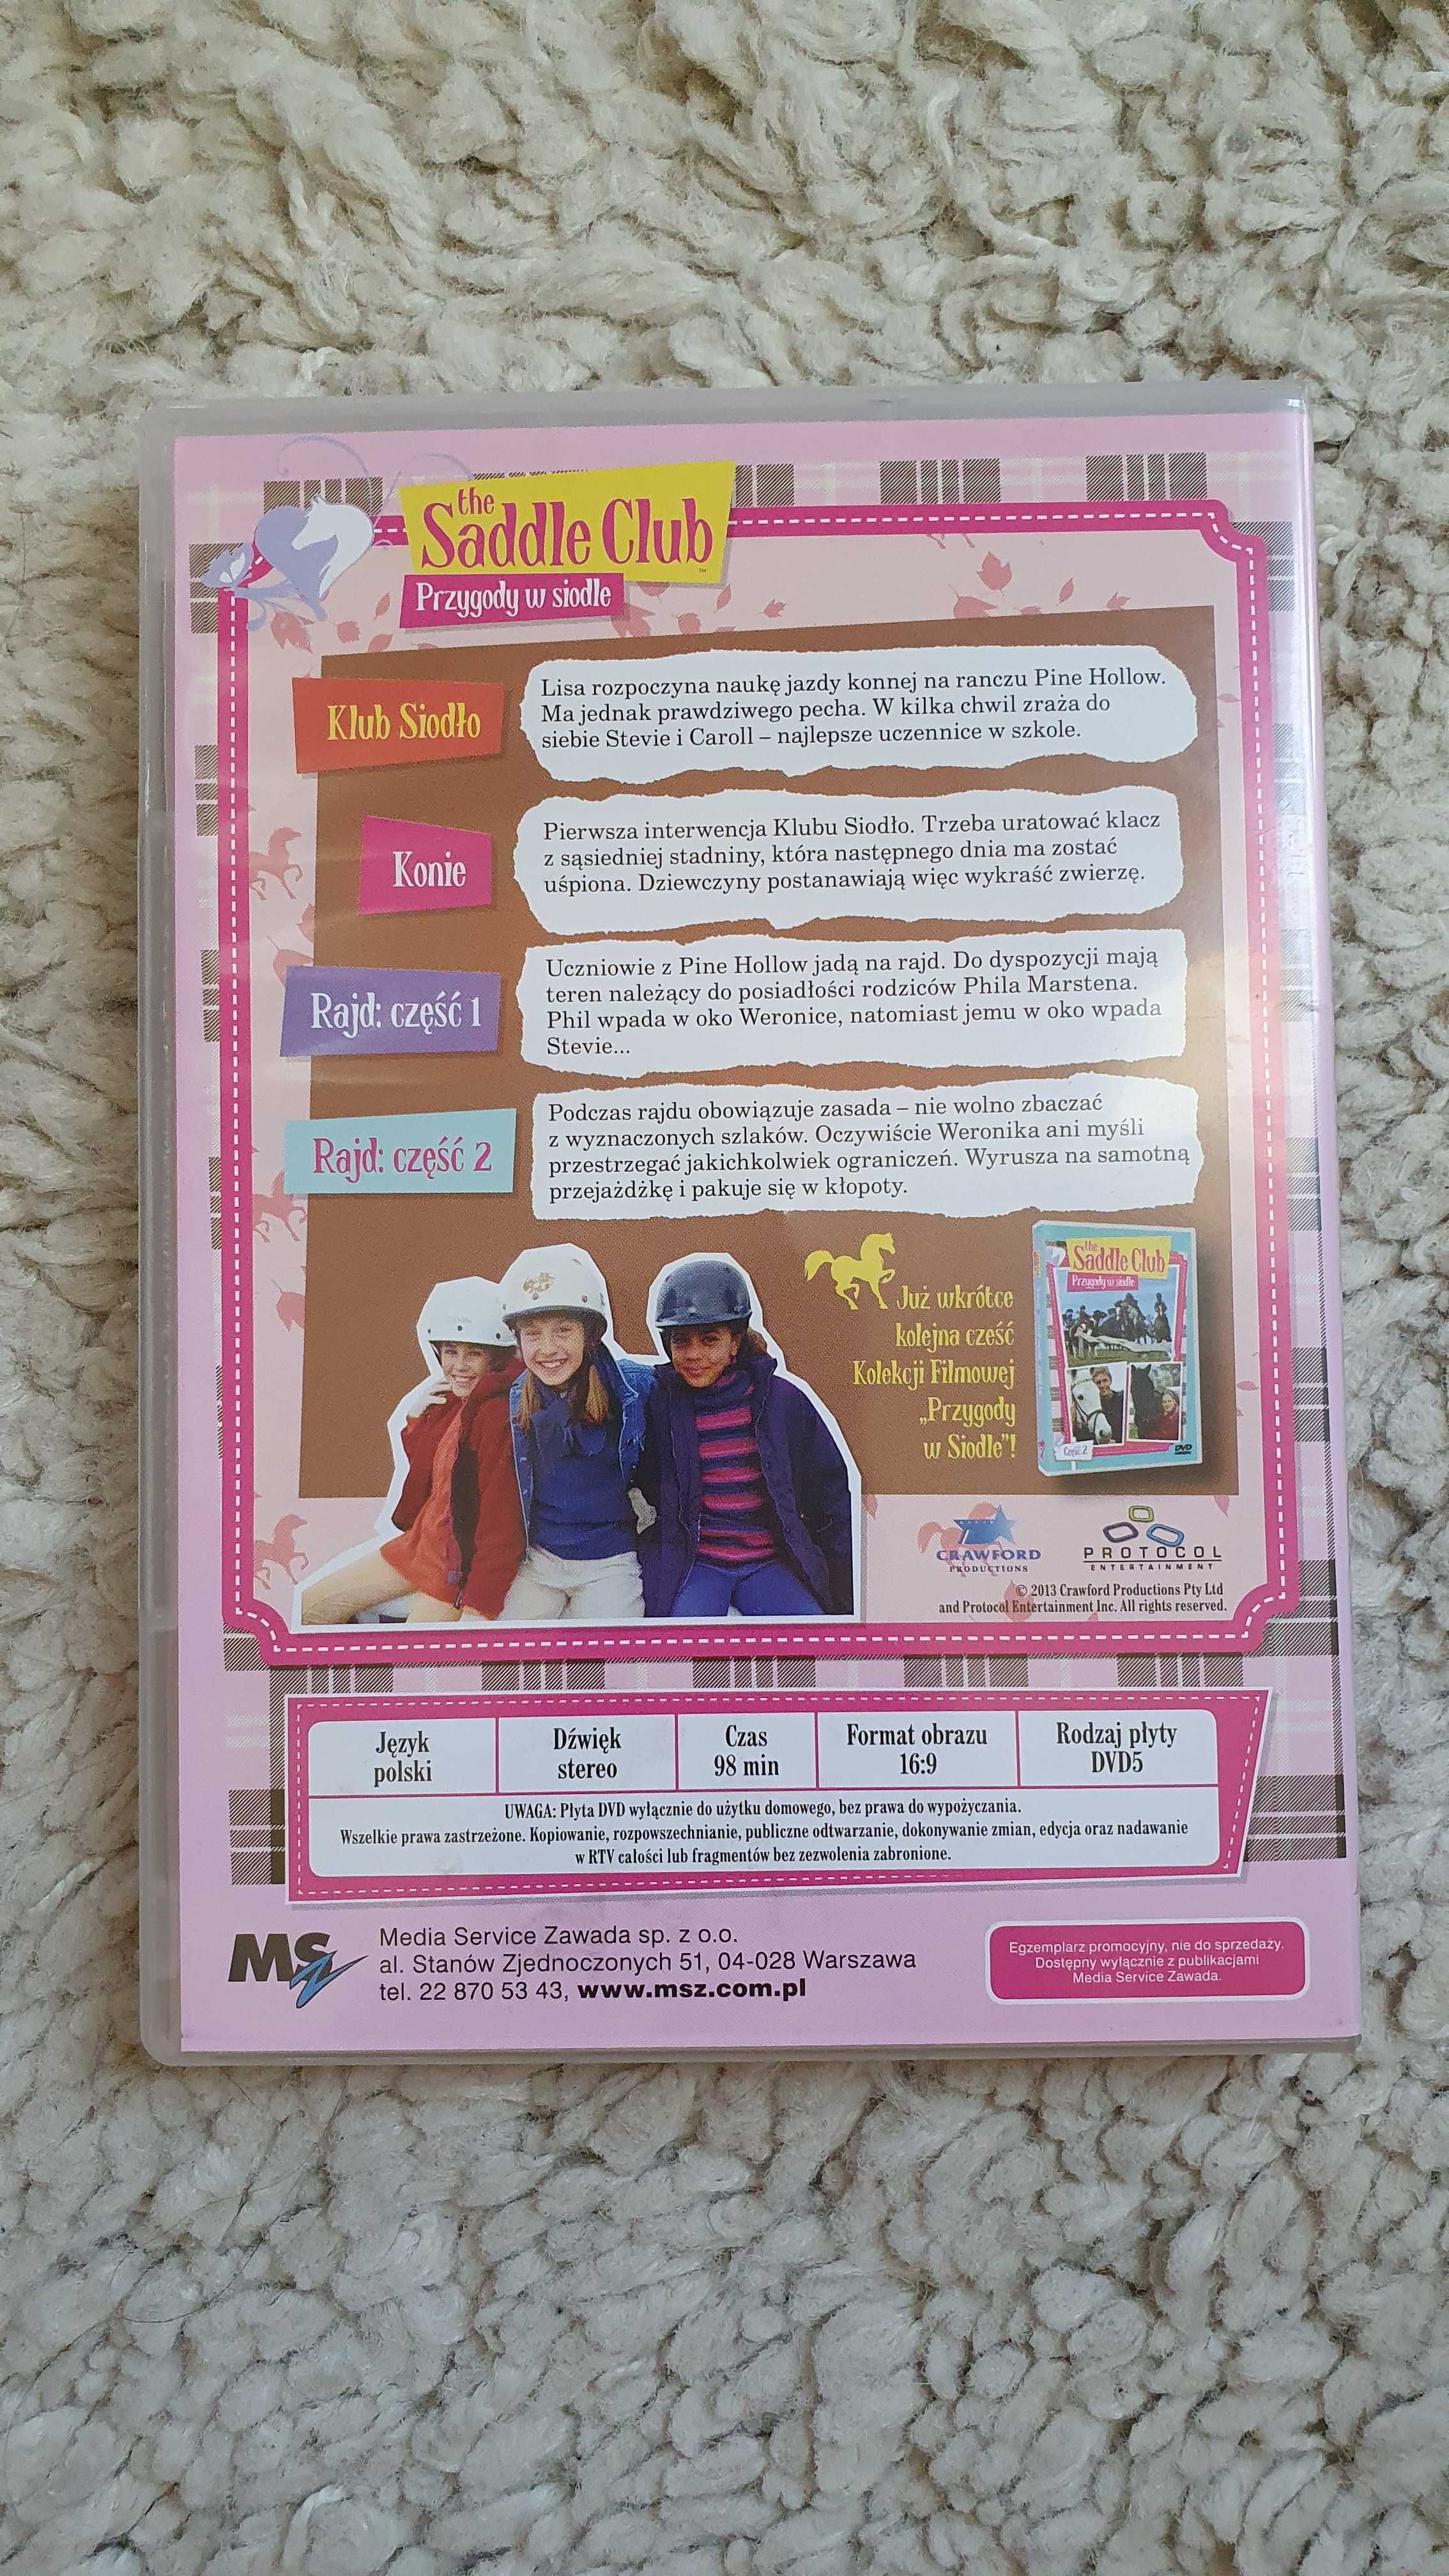 the
Saddle Club
™
Przygody w siodle
Klub Siodło
Lisa rozpoczyna naukę jazdy konnej na ranczu Pine Hollow.
Ma jednak prawdziwego pecha. W kilka chwil zraża do
siebie Stevie i Caroll – najlepsze uczennice w szkole.
Konie
Pierwsza interwencja Klubu Siodło. Trzeba uratować klacz
z sąsiedniej stadniny, która następnego dnia ma zostać
uśpiona. Dziewczyny postanawiają więc wykraść zwierzę.
Rajd: część 1
Uczniowie z Pine Hollow jadą na rajd. Do dyspozycji mają
teren należący do posiadłości rodziców Phila Marstena.
Phil wpada w oko Weronice, natomiast jemu w oko wpada
Stevie...
Rajd: część 2
Podczas rajdu obowiązuje zasada – nie wolno zbaczać
z wyznaczonych szlaków. Oczywiście Weronika ani myśli
przestrzegać jakichkolwiek ograniczeń. Wyrusza na samotną
przejażdżkę i pakuje się w kłopoty.
Już wkrótce
kolejna cześć
Kolekcji Filmowej
„Przygody
w Siodle”!
the
Saddle Club
Przygody w siodle
Część 2
DVD
CRAWFORD
PRODUCTIONS
PROTOCOL
ENTERTAINMENT
© 2013 Crawford Productions Pty Ltd
and Protocol Entertainment Inc. All rights reserved.
Język
polski
Dźwięk
stereo
Czas
98 min
Format obrazu
16:9
Rodzaj płyty
DVD5
UWAGA: Płyta DVD wyłącznie do użytku domowego, bez prawa do wypożyczania.
Wszelkie prawa zastrzeżone. Kopiowanie, rozpowszechnianie, publiczne odtwarzanie, dokonywanie zmian, edycja oraz nadawanie
w RTV całości lub fragmentów bez zezwolenia zabronione.
MSZ
Media Service Zawada sp. z o.o.
al. Stanów Zjednoczonych 51, 04-028 Warszawa
tel. 22 870 53 43, www.msz.com.pl
Egzemplarz promocyjny, nie do sprzedaży.
Dostępny wyłącznie z publikacjami
Media Service Zawada.